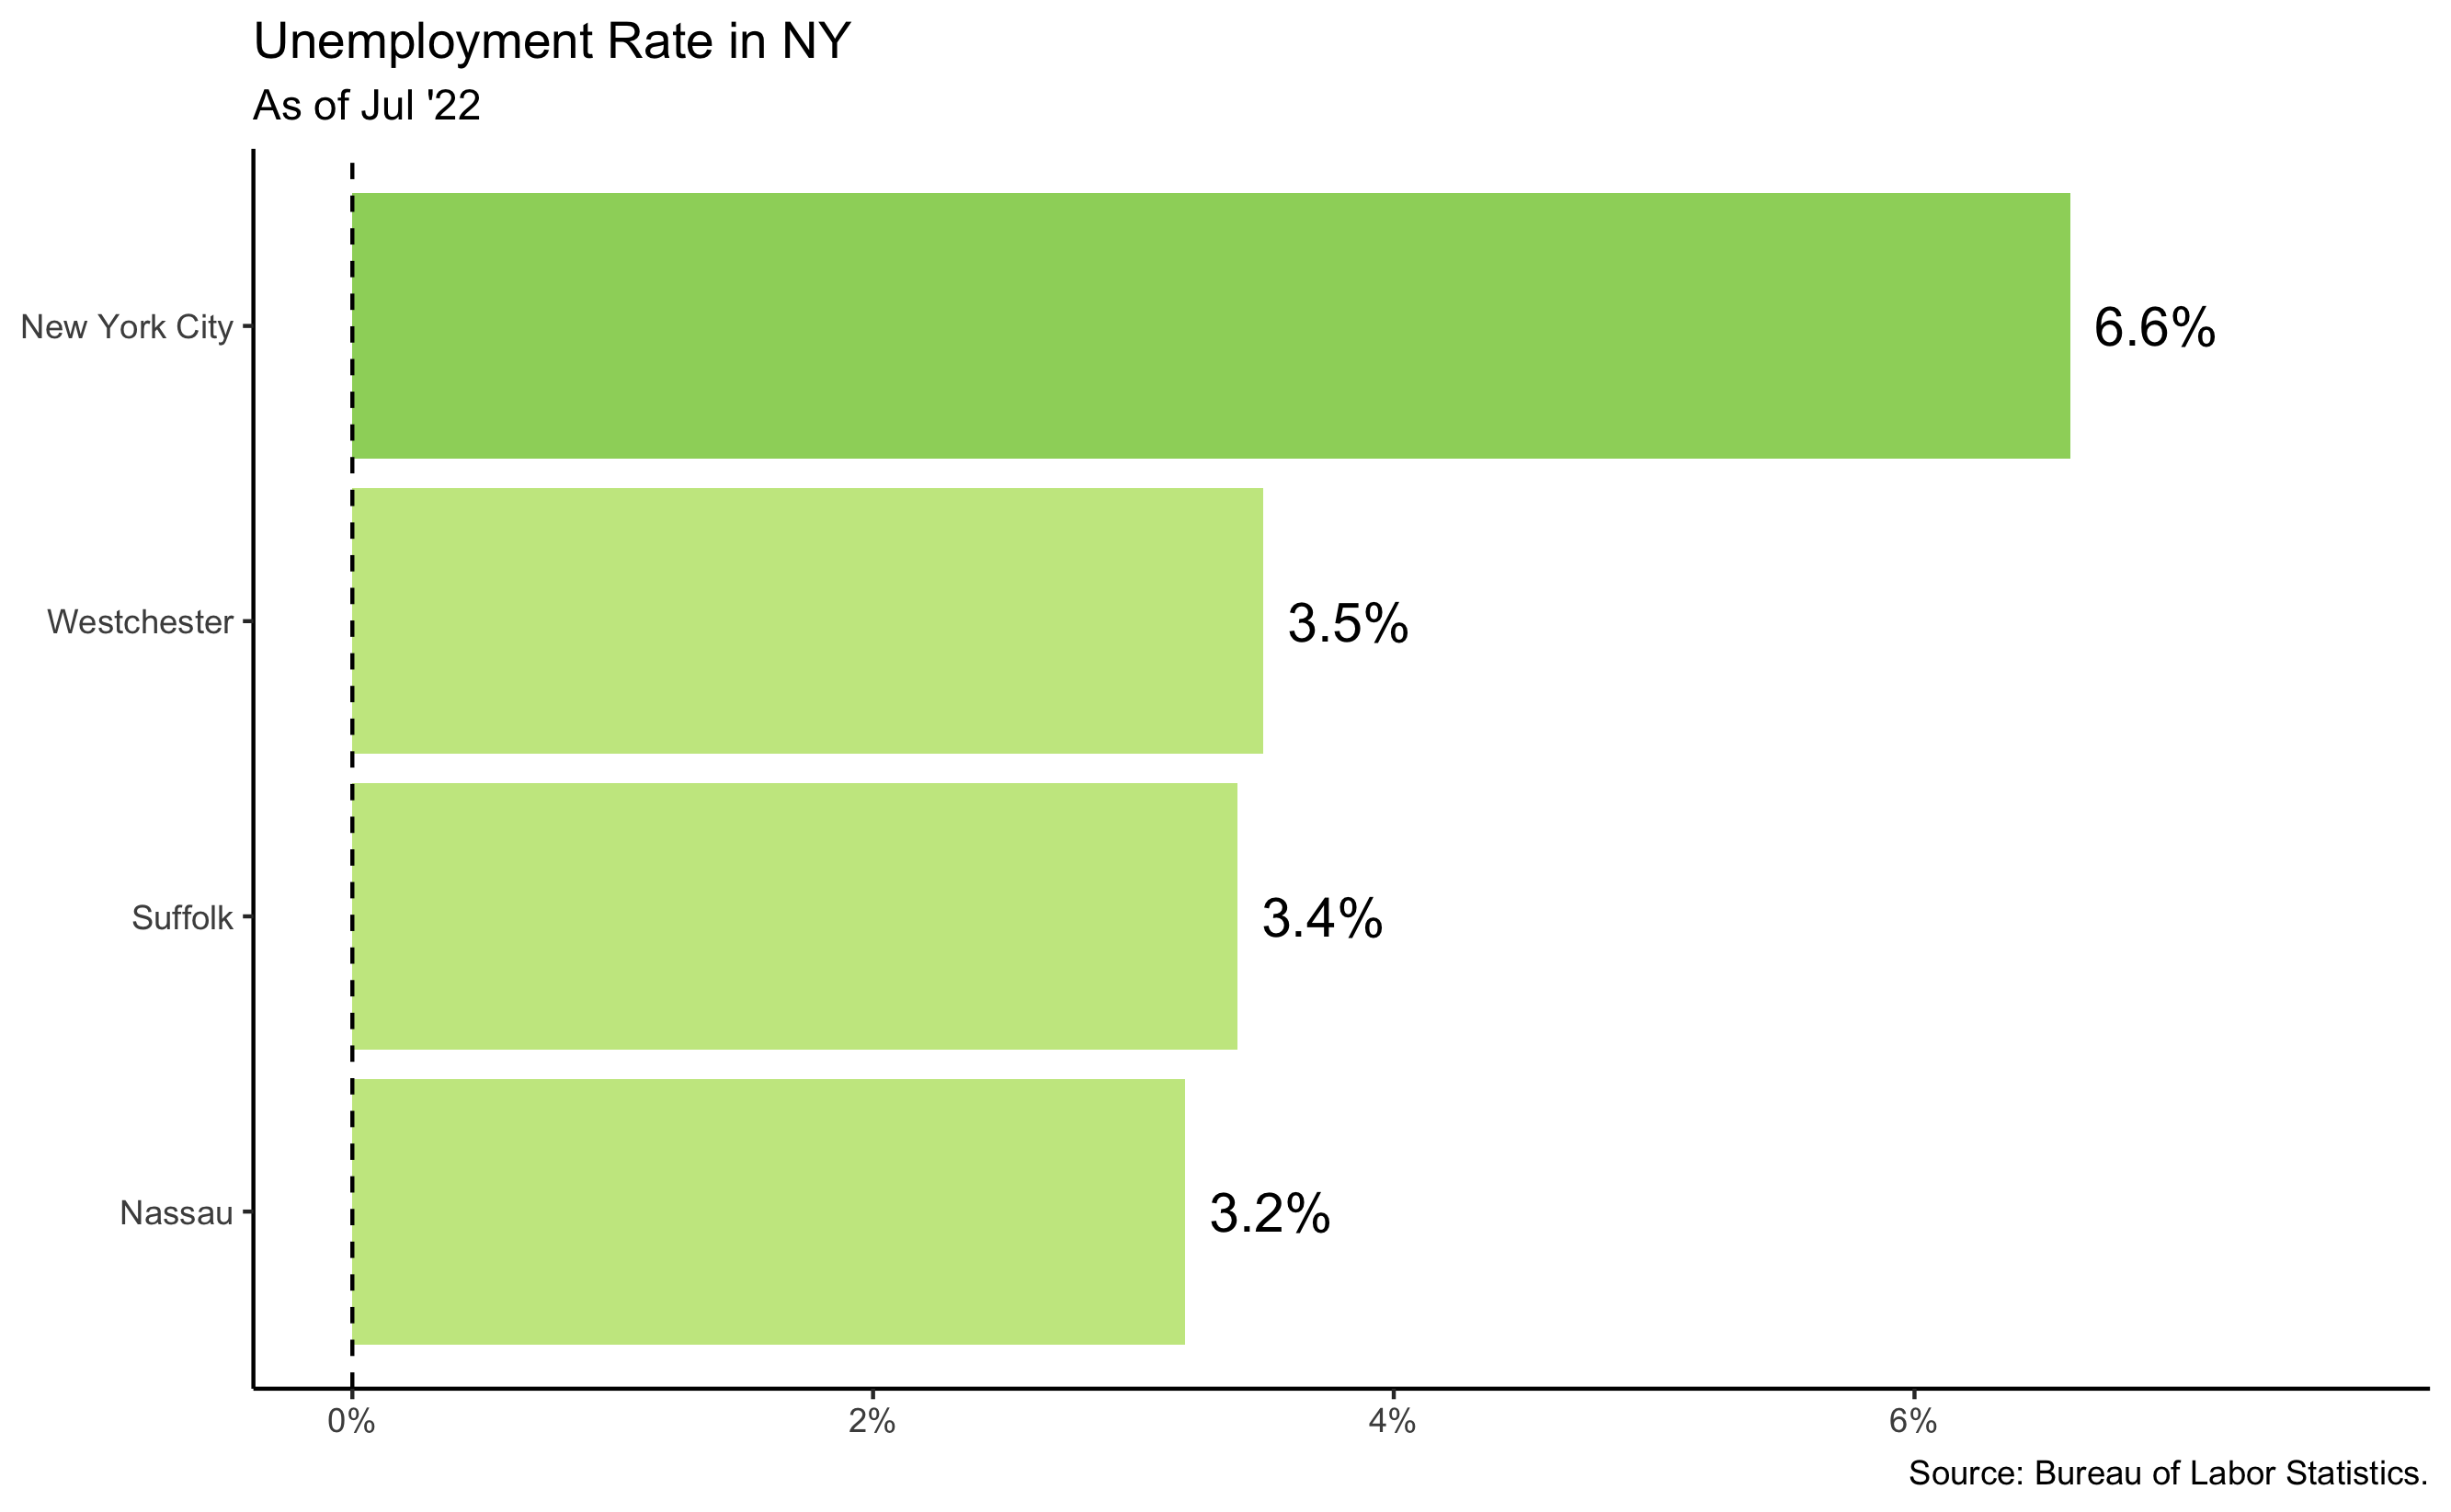 Unemployment Rate in NY
As of Jul '22
New York City
6.6%
Westchester
3.5%
Suffolk
3.4%
Nassau
3.2%
0% 2% 4% 6%
Source: Bureau of Labor Statistics.